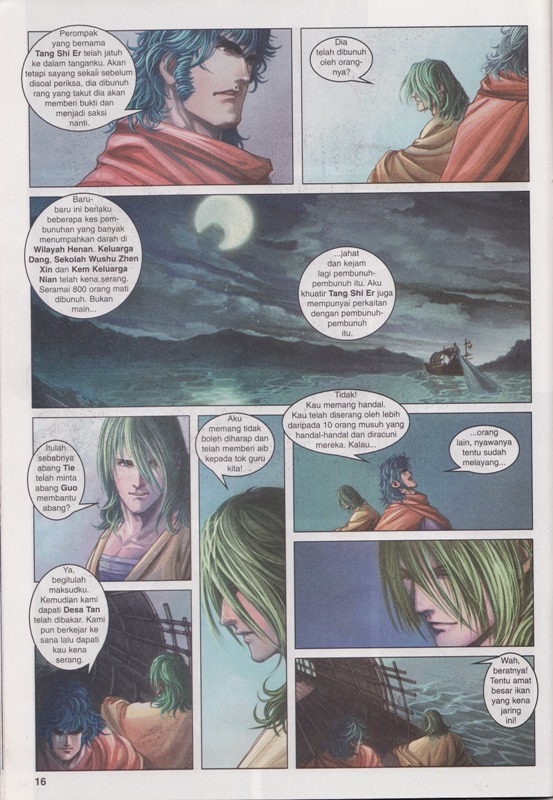 Perompak
yang bernama
Tang Shi Er telah jatuh
ke dalam tanganku. Akan
tetapi sayang sekali sebelum
disoal periksa, dia dibunuh
rang yang takut dia akan
memberi bukti dan
menjadi saksi
nanti.
Dia
telah dibunuh
oleh orang-
nya?
Baru-
baru ini berlaku
beberapa kes pem-
bunuhan yang banyak
menumpahkan darah di
Wilayah Henan. Keluarga
Dang, Sekolah Wushu Zhen
Xin dan Kem Keluarga
Nian telah kena serang.
Seramai 800 orang mati
dibunuh. Bukan
main...
...jahat
dan kejam
lagi pembunuh-
pembunuh itu. Aku
khuatir Tang Shi Er juga
mempunyai perkaitan
dengan pembunuh-
pembunuh
itu.
Itulah
sebabnya
abang Tie
telah minta
abang Guo
membantu
abang?
Ya,
begitulah
maksudku.
Kemudian kami
dapati Desa Tan
telah dibakar. Kami
pun berkejar ke
sana lalu dapati
kau kena
serang.
Aku
memang tidak
boleh diharap dan
telah memberi aib
kepada tok guru
kita!
Tidak!
Kau memang handal.
Kau telah diserang oleh lebih
daripada 10 orang musuh yang
handal-handal dan diracuni
mereka. Kalau...
...orang
lain, nyawanya
tentu sudah
melayang...
Wah,
beratnya!
Tentu amat
besar ikan
yang kena
jaring
ini!
16